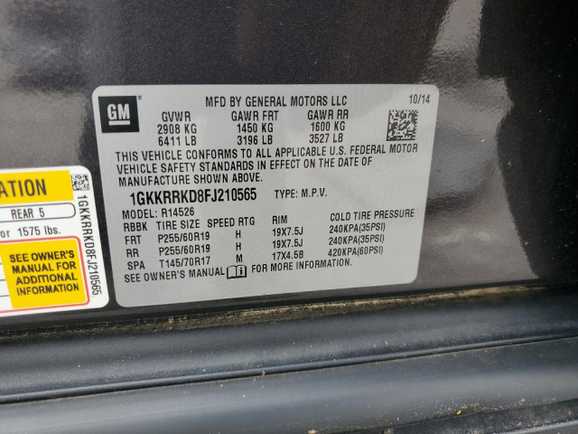 MFD BY GENERAL MOTORS LLC 10/14
GM
GVWR GAWR FRT GAWR RR
2908 KG 1450 KG 1600 KG
6411 LB 3196 LB 3527 LB
THIS VEHICLE CONFORMS TO ALL APPLICABLE U.S. FEDERAL MOTOR
VEHICLE SAFETY STANDARDS IN EFFECT ON THE DATE OF
MANUFACTURE SHOWN ABOVE.
1GKKRRKD8FJ210565 TYPE: M.P.V.
MODEL: R14526
RBBK TIRE SIZE SPEED RTG RIM COLD TIRE PRESSURE
FRT P255/60R19 H 19X7.5J 240KPA(35PSI)
RR P255/60R19 H 19X7.5J 240KPA(35PSI)
SPA T145/70R17 M 17X4.5B 420KPA(60PSI)
SEE OWNER'S MANUAL FOR MORE INFORMATION.
ATION
REAR 5
or 1575 lbs.
SEE OWNER'S
MANUAL FOR
ADDITIONAL
INFORMATION
1GKKRRKD8FJ210565